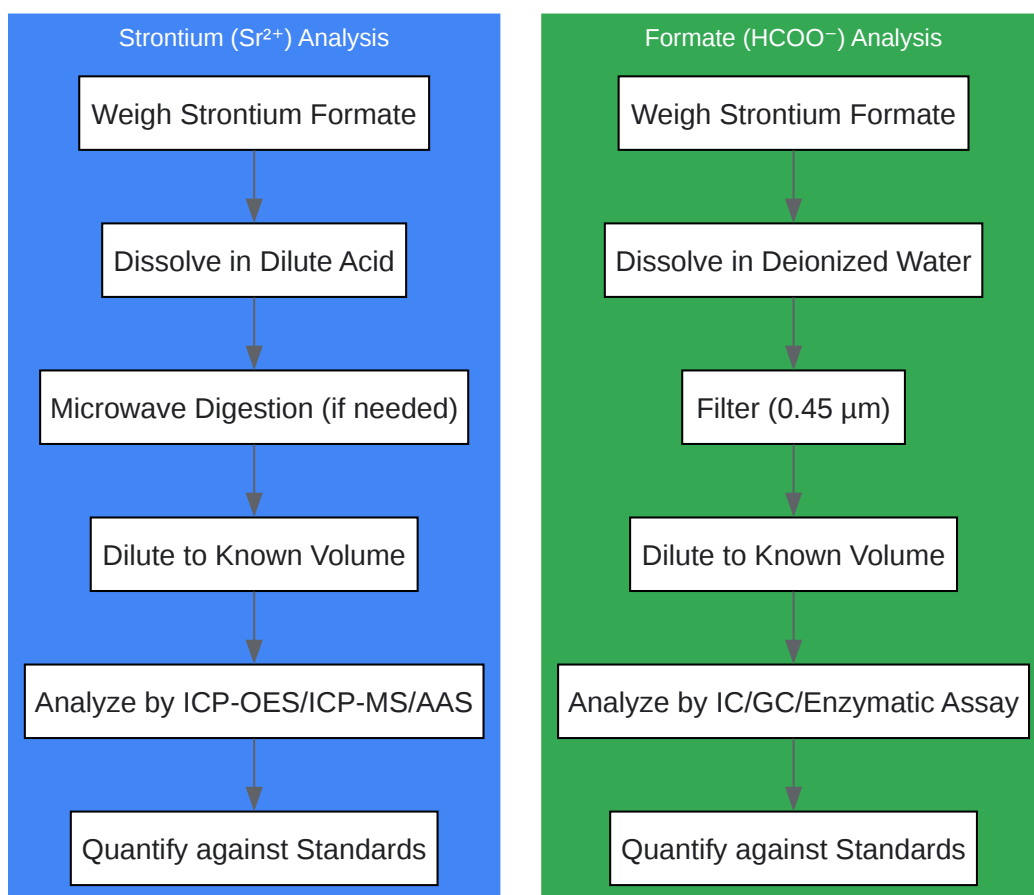 Strontium (Sr²⁺) Analysis
Weigh Strontium Formate
Dissolve in Dilute Acid
Microwave Digestion (if needed)
Dilute to Known Volume
Analyze by ICP-OES/ICP-MS/AAS
Quantify against Standards
Formate (HCOO⁻) Analysis
Weigh Strontium Formate
Dissolve in Deionized Water
Filter (0.45 µm)
Dilute to Known Volume
Analyze by IC/GC/Enzymatic Assay
Quantify against Standards